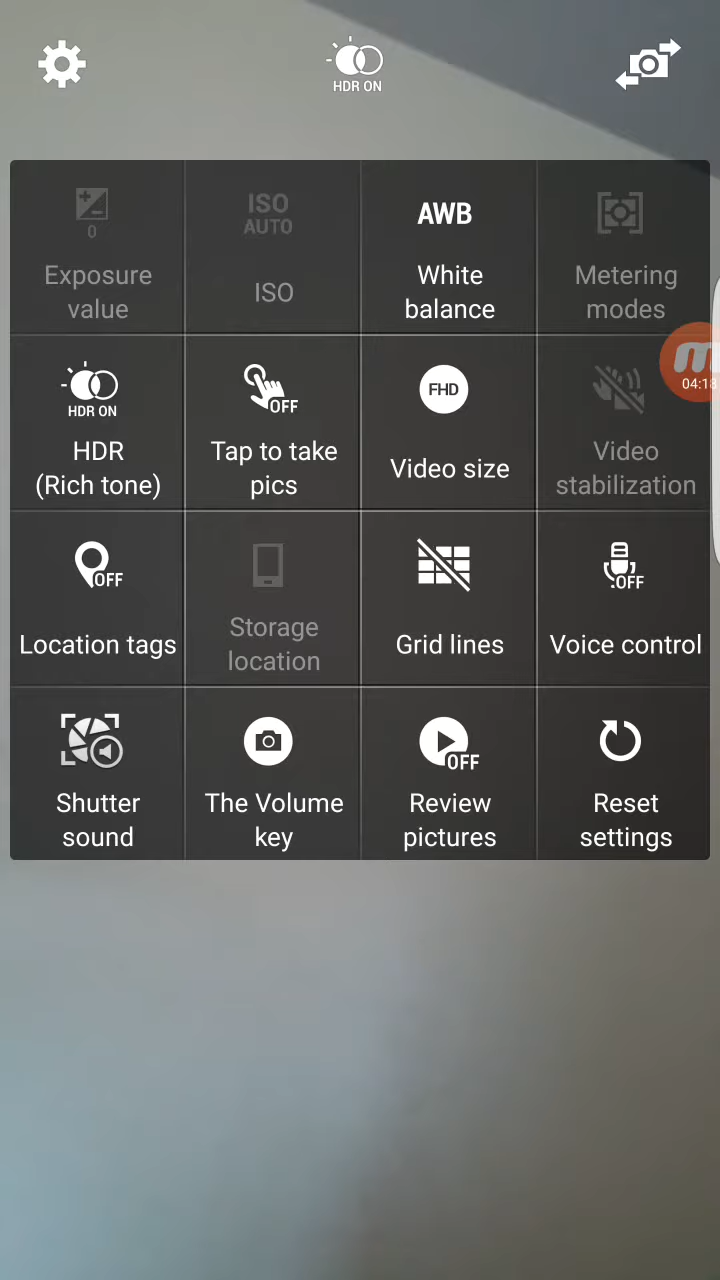 HDR ON
0
Exposure
value
ISO
AUTO
ISO
AWB
White
balance
Metering
modes
HDR ON
HDR
(Rich tone)
OFF
Tap to take
pics
FHD
Video size
Video
stabilization
04:18
OFF
Location tags
Storage
location
Grid lines
OFF
Voice control
Shutter
sound
The Volume
key
OFF
Review
pictures
Reset
settings